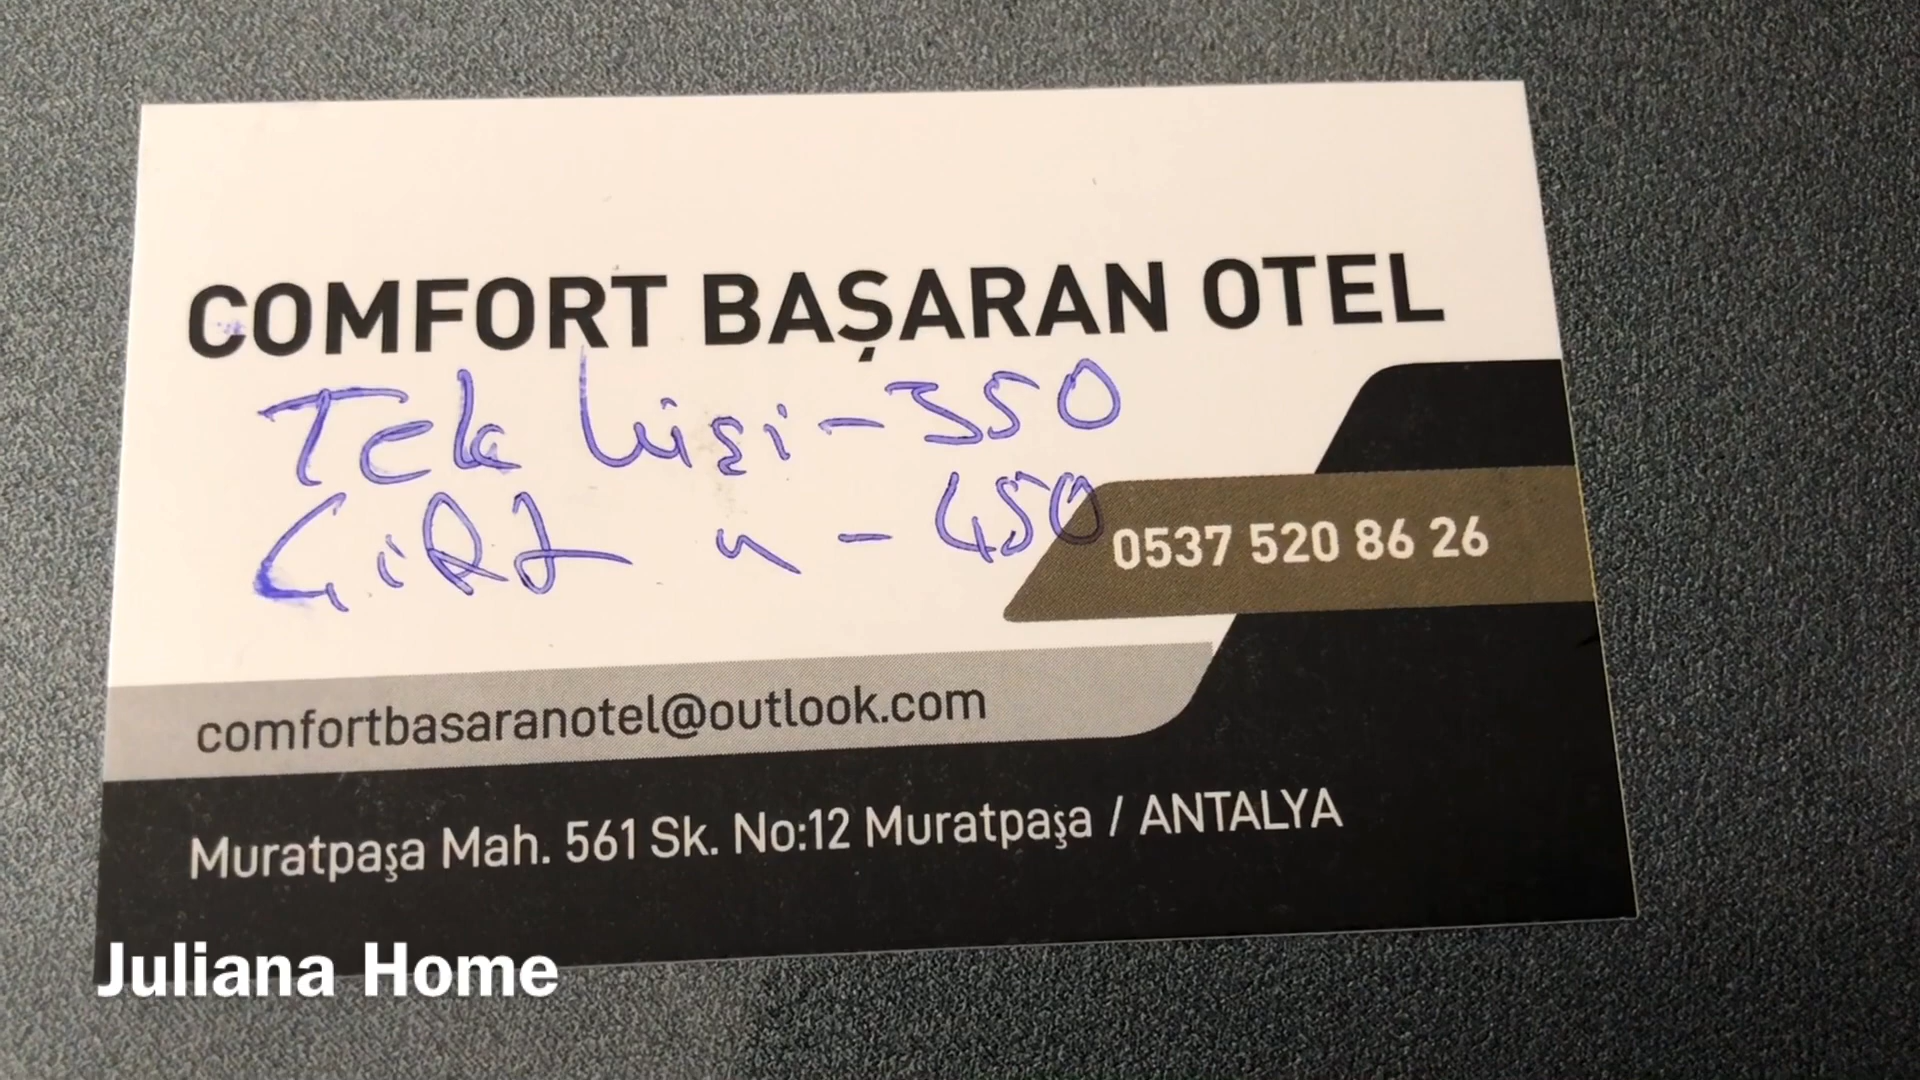 COMFORT BAŞARAN OTEL
Tek kişi - 350
Çift " - 450
0537 520 86 26
comfortbasaranotel@outlook.com
Muratpaşa Mah. 561 Sk. No:12 Muratpaşa / ANTALYA
Juliana Home